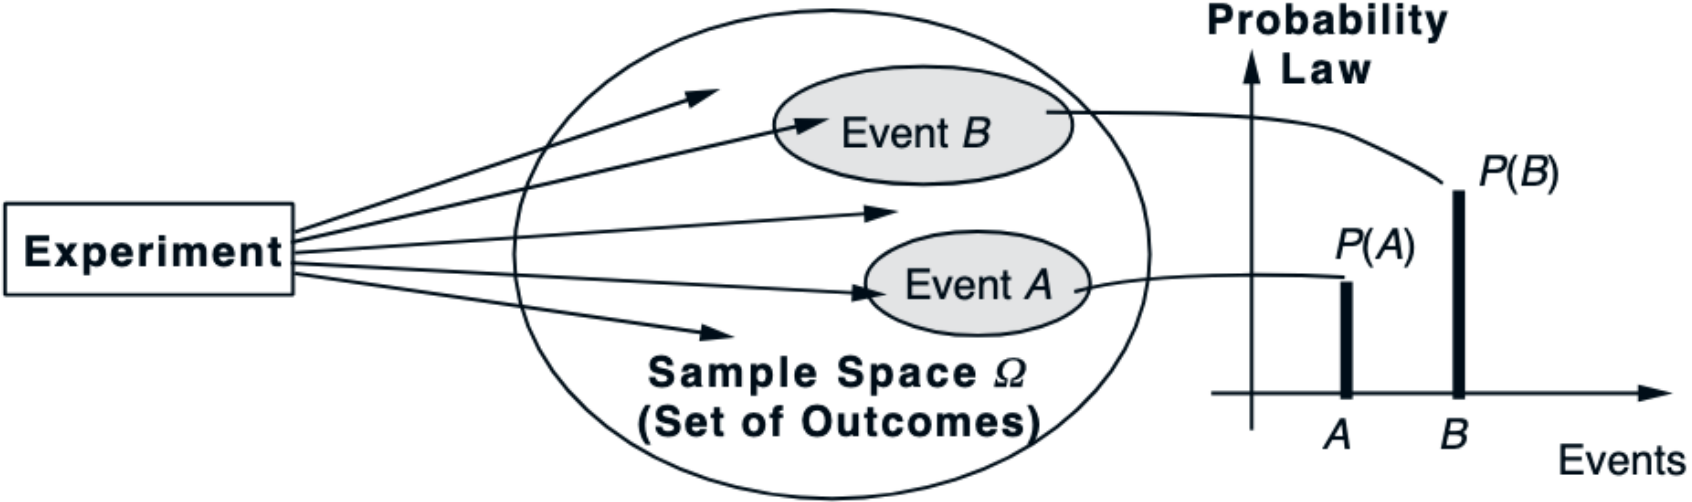 Experiment
Event B
Event A
Sample Space Ω
(Set of Outcomes)
Probability
Law
P(B)
P(A)
A
B
Events